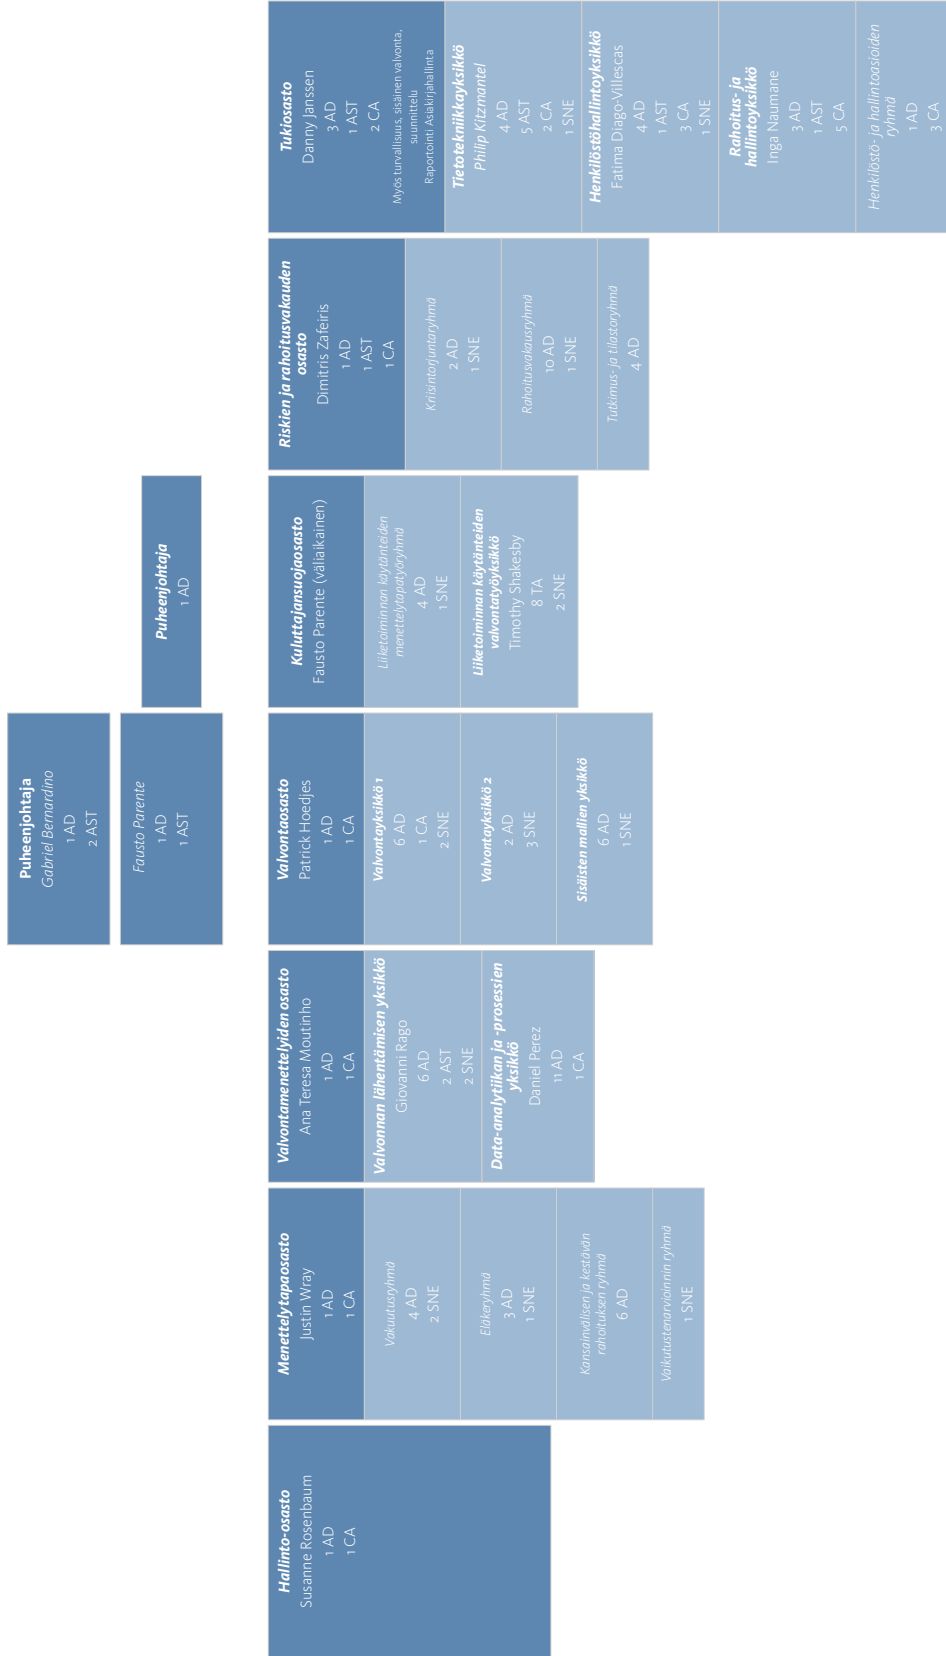 Puheenjohtaja
Gabriel Bernardino
1 AD
2 AST
Fausto Parente
1 AD
1 AST
Puheenjohtaja
1 AD
Hallinto-osasto
Susanne Rosenbaum
1 AD
1 CA
Menettelytapaosasto
Justin Wray
1 AD
1 CA
Vakuutusryhmä
4 AD
2 SNE
Eläkeryhmä
3 AD
1 SNE
Kansainvälisen ja kestävän
rahoituksen ryhmä
6 AD
Vaikutustenarvioinnin ryhmä
1 SNE
Valvontamenettelyiden osasto
Ana Teresa Moutinho
1 AD
1 CA
Valvonnan lähentämisen yksikkö
Giovanni Rago
6 AD
2 AST
2 SNE
Data-analytiikan ja -prosessien
yksikkö
Daniel Perez
11 AD
1 CA
Valvontaosasto
Patrick Hoedjes
1 AD
1 CA
Valvontayksikkö 1
6 AD
1 CA
2 SNE
Valvontayksikkö 2
2 AD
3 SNE
Sisäisten mallien yksikkö
6 AD
1 SNE
Kuluttajansuojaosasto
Fausto Parente (väliaikainen)
Liiketoiminnan käytänteiden
menettelytapatyöryhmä
4 AD
1 SNE
Liiketoiminnan käytänteiden
valvontatyöyksikkö
Timothy Shakesby
8 TA
2 SNE
Riskien ja rahoitusvakauden
osasto
Dimitris Zafeiris
1 AD
1 AST
1 CA
Kriisintorjuntaryhmä
2 AD
1 SNE
Rahoitusvakausryhmä
10 AD
1 SNE
Tutkimus- ja tilastoryhmä
4 AD
Tukiosasto
Danny Janssen
3 AD
1 AST
2 CA
Myös turvallisuus, sisäinen valvonta,
suunnittelu
Raportointi Asiakirjahallinta
Tietotekniikkayksikkö
Philip Kitzmantel
4 AD
5 AST
2 CA
1 SNE
Henkilöstöhallintoyksikkö
Fatima Diago-Villescas
4 AD
1 AST
3 CA
1 SNE
Rahoitus- ja
hallintoyksikkö
Inga Naumane
3 AD
1 AST
5 CA
Henkilöstö- ja hallintoasioiden
ryhmä
1 AD
3 CA